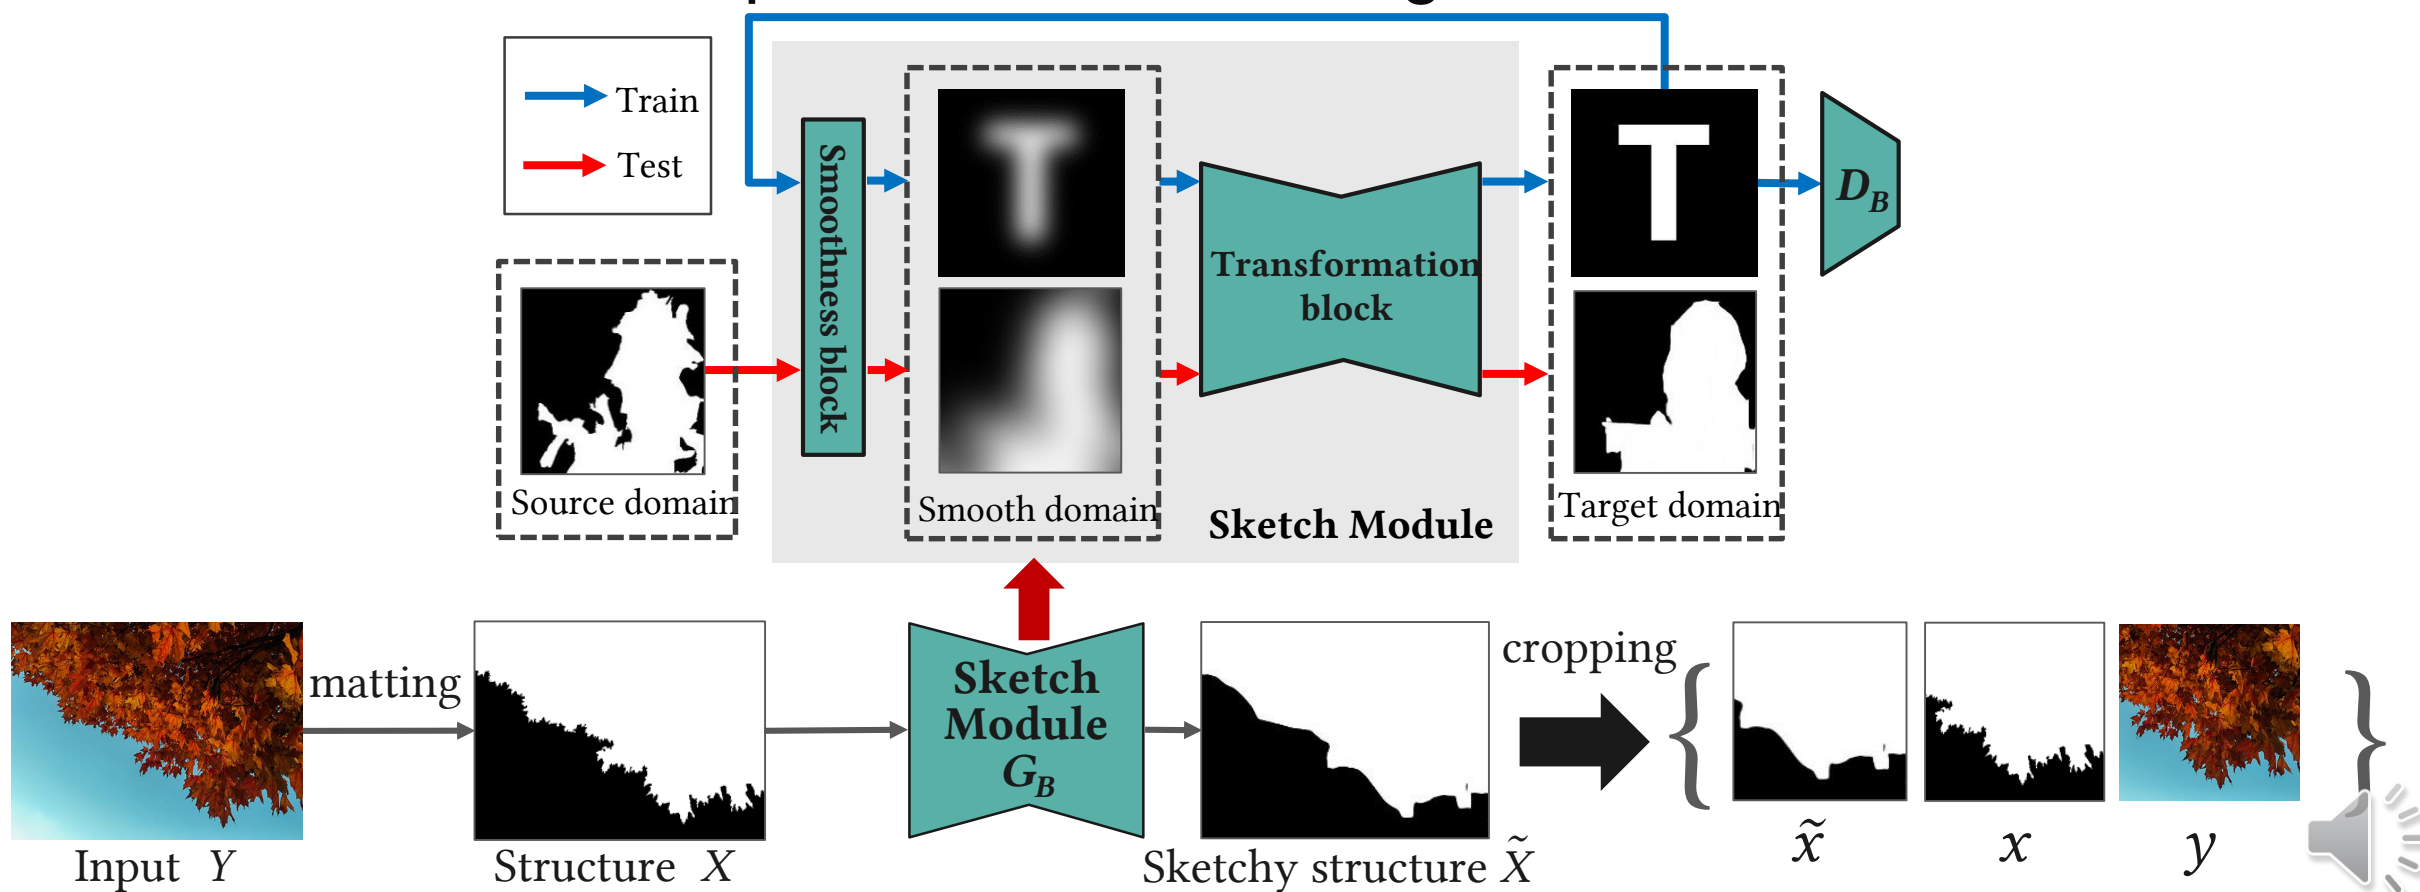 Train
Test
Smoothness block
T
T
Transformation
block
D_B
Source domain
Smooth domain
Sketch Module
Target domain
matting
Sketch
Module
G_B
cropping
{
}
Input Y
Structure X
Sketchy structure X̃
x̃
x
y